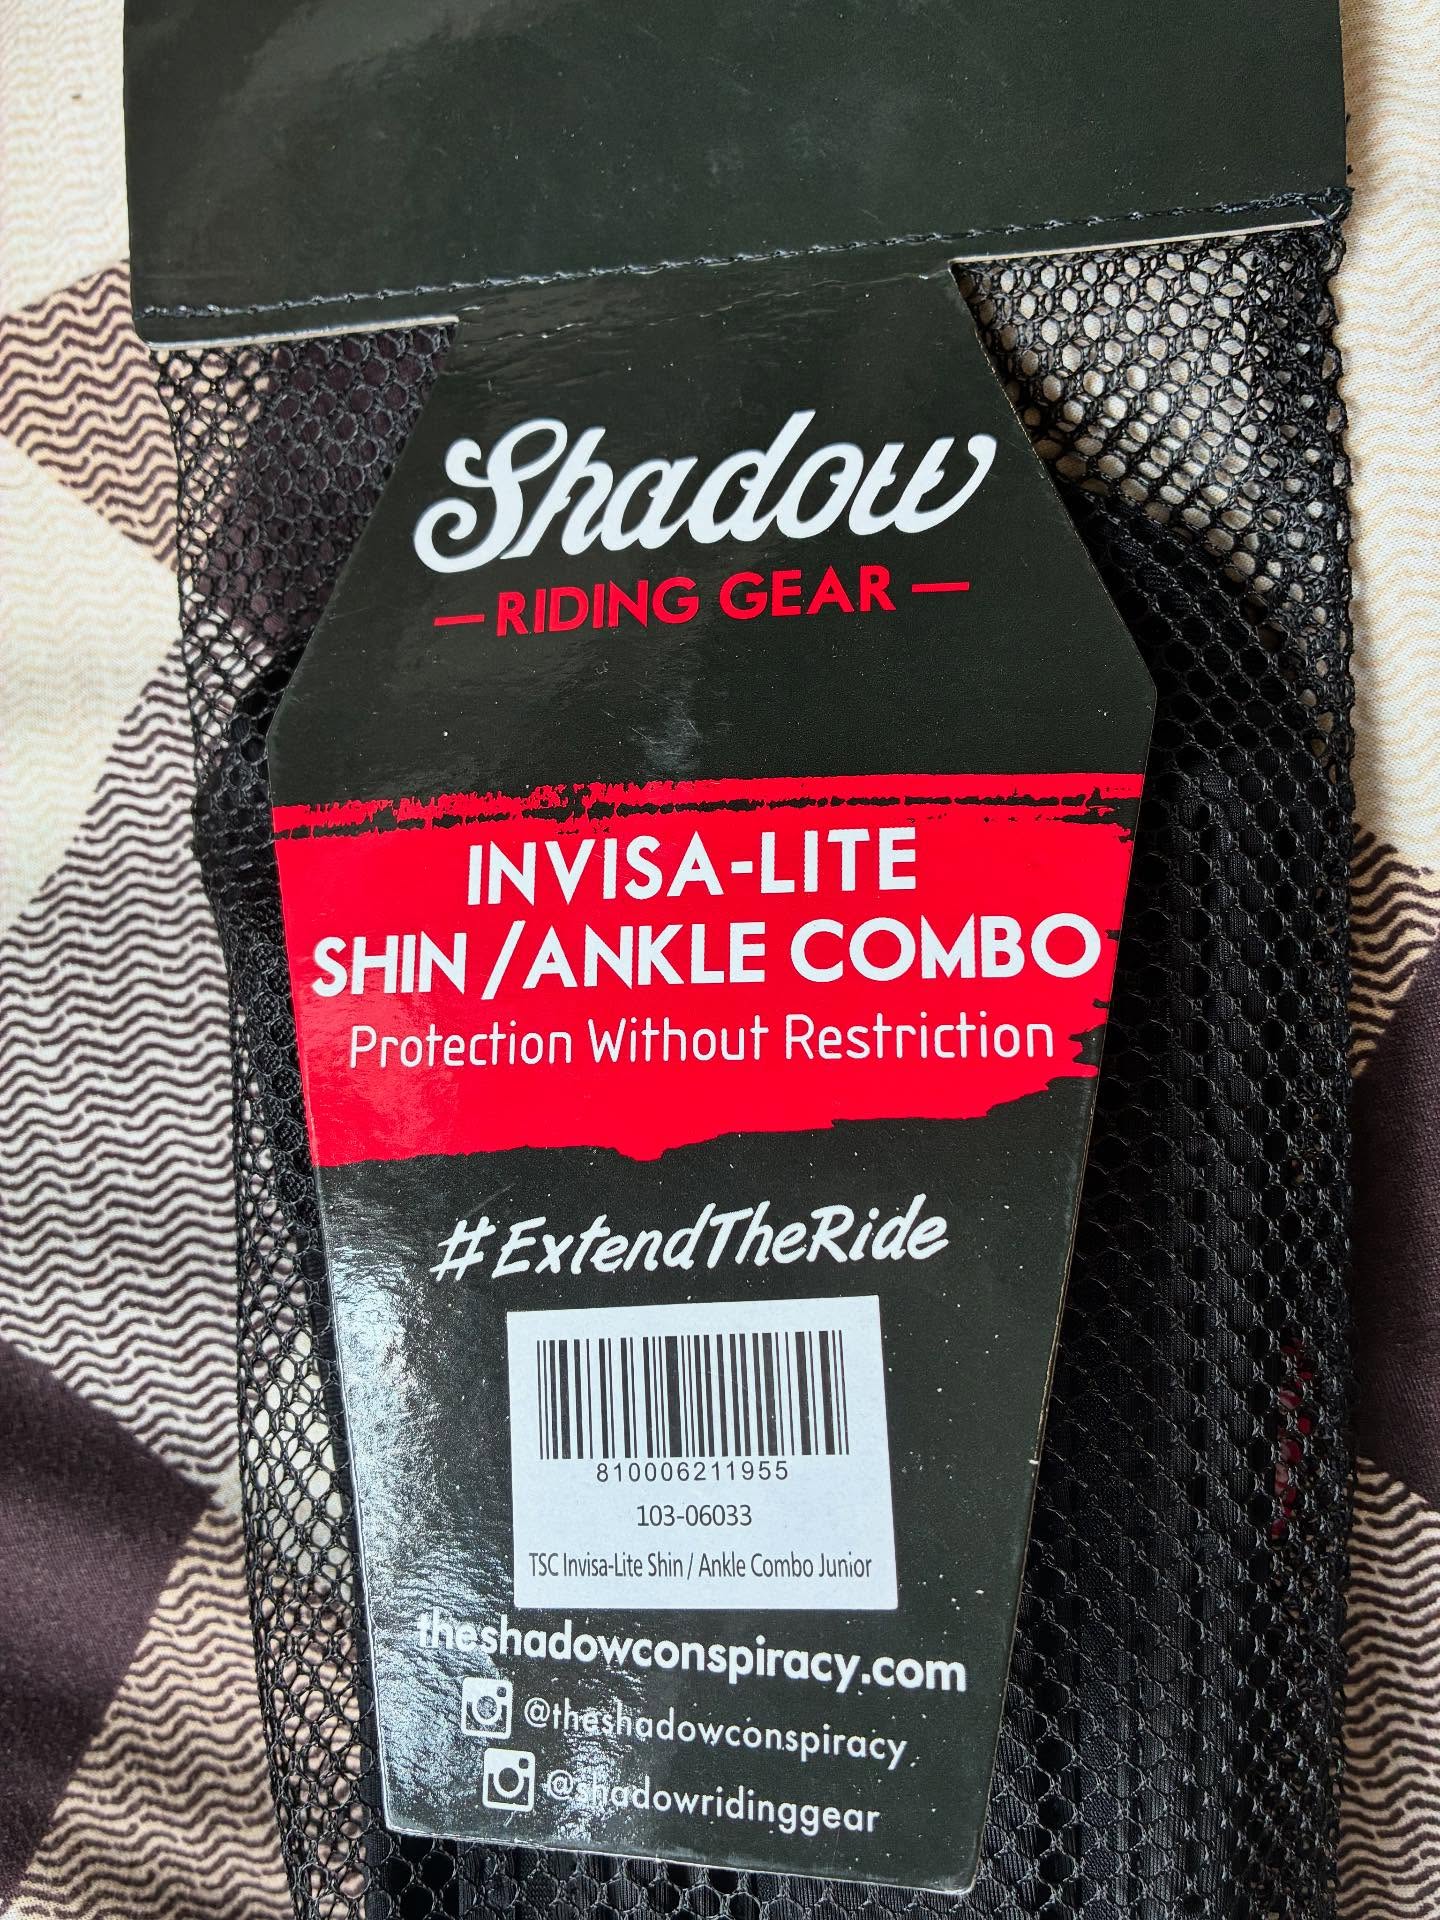 Shadow
RIDING GEAR
INVISA-LITE
SHIN / ANKLE COMBO
Protection Without Restriction
#ExtendTheRide
810006211955
103-06033
TSC Invisa-Lite Shin / Ankle Combo Junior
theshadowconspiracy.com
@theshadowconspiracy
@shadowridinggear